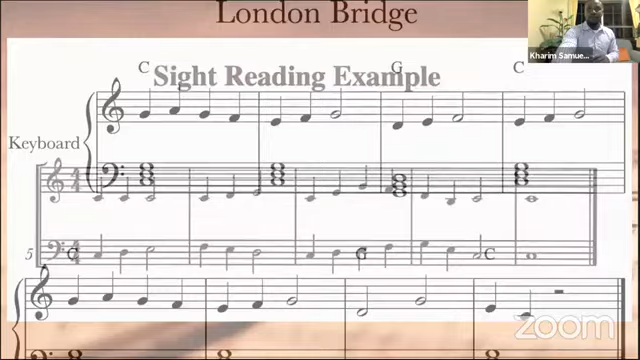 London Bridge
Kharim Samue...
C G C
Sight Reading Example
Keyboard
5
C G C
zoom